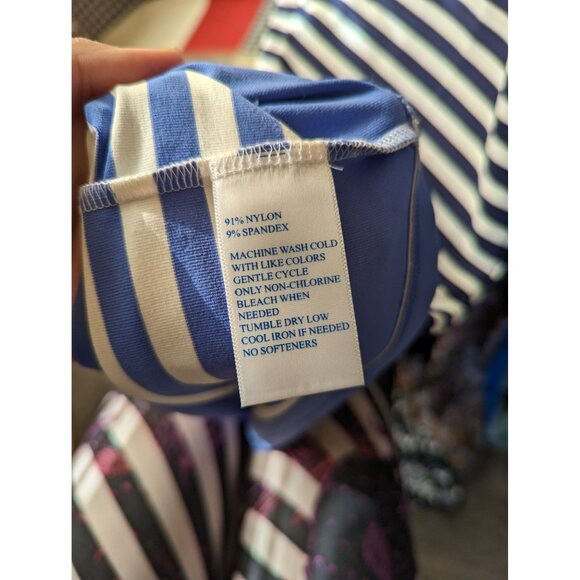 91% NYLON
9% SPANDEX
MACHINE WASH COLD
WITH LIKE COLORS
GENTLE CYCLE
ONLY NON-CHLORINE
BLEACH WHEN
NEEDED
TUMBLE DRY LOW
COOL IRON IF NEEDED
NO SOFTENERS